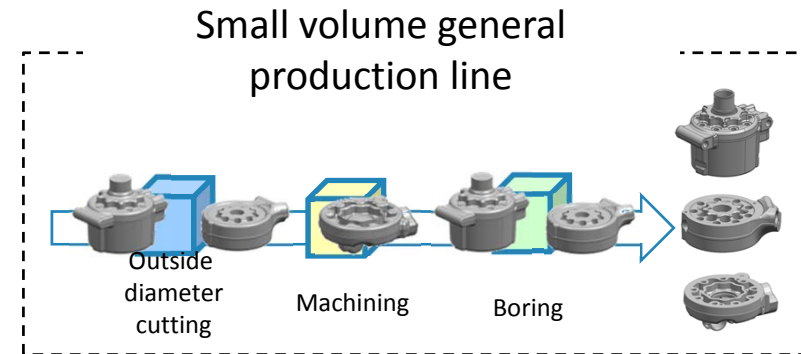 Small volume general
production line
Outside
diameter
cutting
Machining
Boring